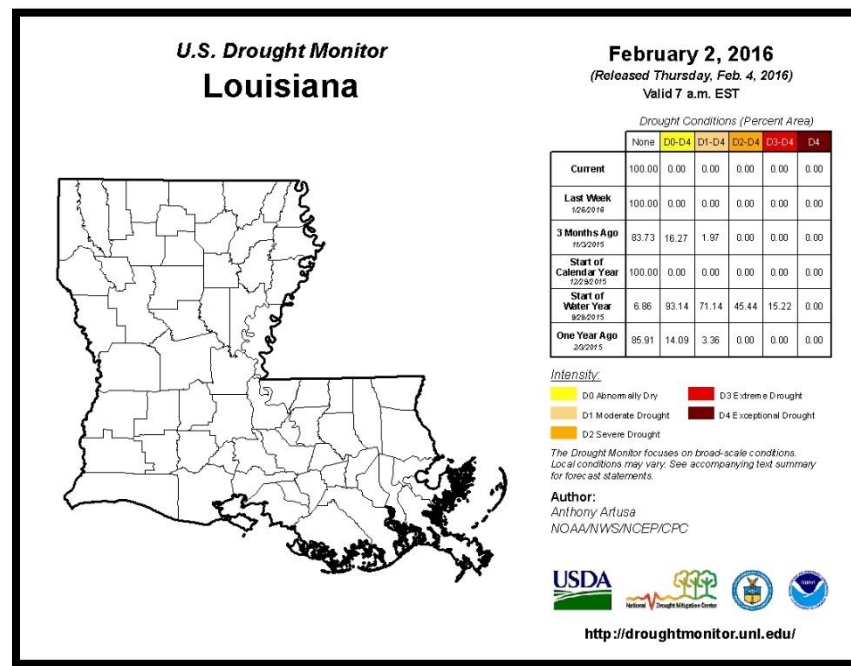 U.S. Drought Monitor
Louisiana
February 2, 2016
(Released Thursday, Feb. 4, 2016)
Valid 7 a.m. EST
Drought Conditions (Percent Area)
None D0-D4 D1-D4 D2-D4 D3-D4 D4
Current 100.00 0.00 0.00 0.00 0.00 0.00
Last Week
1/26/2016
100.00 0.00 0.00 0.00 0.00 0.00
3 Months Ago
11/3/2015
83.73 16.27 1.97 0.00 0.00 0.00
Start of
Calendar Year
12/29/2015
100.00 0.00 0.00 0.00 0.00 0.00
Start of
Water Year
9/29/2015
6.86 93.14 71.14 45.44 15.22 0.00
One Year Ago
2/3/2015
85.91 14.09 3.36 0.00 0.00 0.00
Intensity:
D0 Abnormally Dry
D1 Moderate Drought
D2 Severe Drought
D3 Extreme Drought
D4 Exceptional Drought
The Drought Monitor focuses on broad-scale conditions.
Local conditions may vary. See accompanying text summary
for forecast statements.
Author:
Anthony Artusa
NOAA/NWS/NCEP/CPC
USDA
National Drought Mitigation Center
http://droughtmonitor.unl.edu/